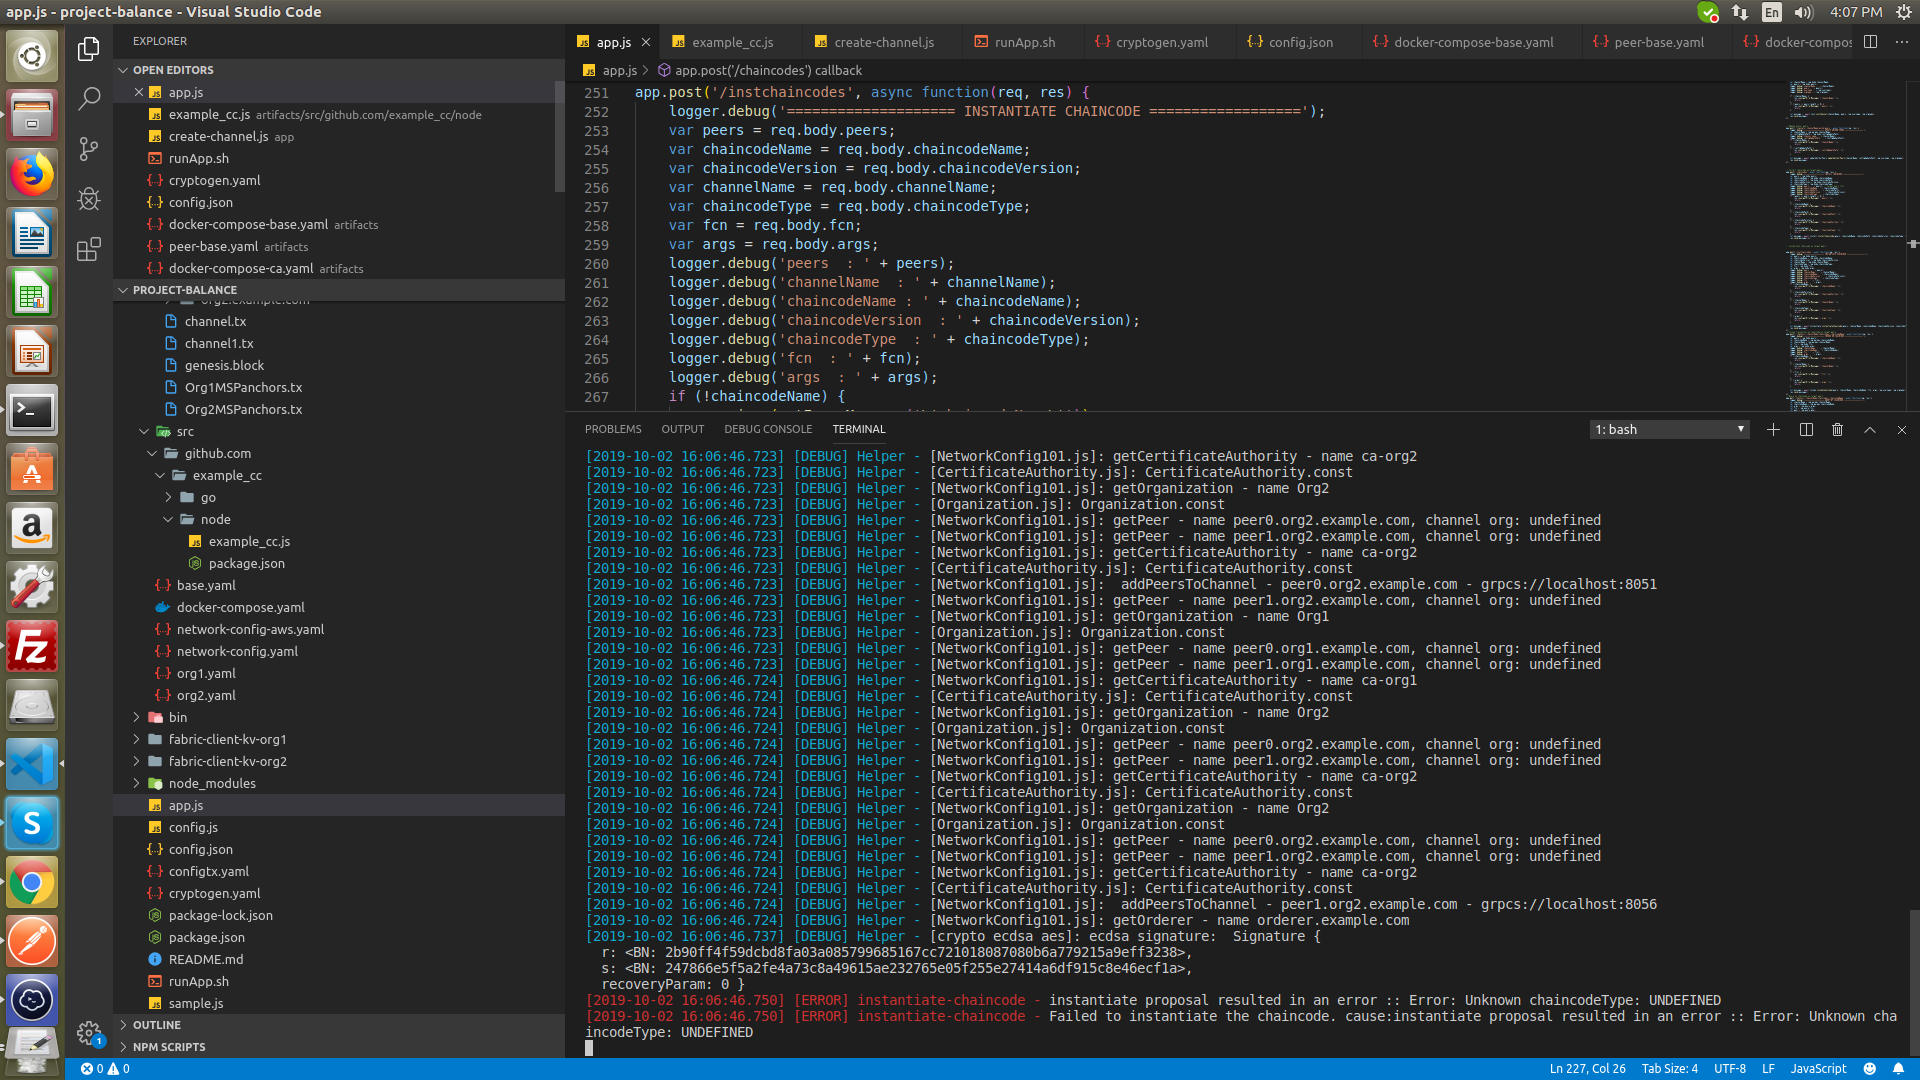 app.js - project-balance - Visual Studio Code
En
4:07 PM
EXPLORER
OPEN EDITORS
app.js
example_cc.js artifacts/src/github.com/example_cc/node
create-channel.js app
runApp.sh
cryptogen.yaml
config.json
docker-compose-base.yaml artifacts
peer-base.yaml artifacts
docker-compose-ca.yaml artifacts
PROJECT-BALANCE
org2.example.com
channel.tx
channel1.tx
genesis.block
Org1MSPanchors.tx
Org2MSPanchors.tx
src
github.com
example_cc
go
node
example_cc.js
package.json
base.yaml
docker-compose.yaml
network-config-aws.yaml
network-config.yaml
org1.yaml
org2.yaml
bin
fabric-client-kv-org1
fabric-client-kv-org2
node_modules
app.js
config.js
config.json
configtx.yaml
cryptogen.yaml
package-lock.json
package.json
README.md
runApp.sh
sample.js
OUTLINE
NPM SCRIPTS
app.js example_cc.js create-channel.js runApp.sh cryptogen.yaml config.json docker-compose-base.yaml peer-base.yaml docker-compos
app.js > app.post('/chaincodes') callback
251 app.post('/instchaincodes', async function(req, res) {
252 logger.debug('==================== INSTANTIATE CHAINCODE ==================');
253 var peers = req.body.peers;
254 var chaincodeName = req.body.chaincodeName;
255 var chaincodeVersion = req.body.chaincodeVersion;
256 var channelName = req.body.channelName;
257 var chaincodeType = req.body.chaincodeType;
258 var fcn = req.body.fcn;
259 var args = req.body.args;
260 logger.debug('peers  : ' + peers);
261 logger.debug('channelName  : ' + channelName);
262 logger.debug('chaincodeName : ' + chaincodeName);
263 logger.debug('chaincodeVersion  : ' + chaincodeVersion);
264 logger.debug('chaincodeType  : ' + chaincodeType);
265 logger.debug('fcn  : ' + fcn);
266 logger.debug('args  : ' + args);
267 if (!chaincodeName) {
PROBLEMS OUTPUT DEBUG CONSOLE TERMINAL
1: bash
[2019-10-02 16:06:46.723] [DEBUG] Helper - [NetworkConfig101.js]: getCertificateAuthority - name ca-org2
[2019-10-02 16:06:46.723] [DEBUG] Helper - [CertificateAuthority.js]: CertificateAuthority.const
[2019-10-02 16:06:46.723] [DEBUG] Helper - [NetworkConfig101.js]: getOrganization - name Org2
[2019-10-02 16:06:46.723] [DEBUG] Helper - [Organization.js]: Organization.const
[2019-10-02 16:06:46.723] [DEBUG] Helper - [NetworkConfig101.js]: getPeer - name peer0.org2.example.com, channel org: undefined
[2019-10-02 16:06:46.723] [DEBUG] Helper - [NetworkConfig101.js]: getPeer - name peer1.org2.example.com, channel org: undefined
[2019-10-02 16:06:46.723] [DEBUG] Helper - [NetworkConfig101.js]: getCertificateAuthority - name ca-org2
[2019-10-02 16:06:46.723] [DEBUG] Helper - [CertificateAuthority.js]: CertificateAuthority.const
[2019-10-02 16:06:46.723] [DEBUG] Helper - [NetworkConfig101.js]:  addPeersToChannel - peer0.org2.example.com - grpcs://localhost:8051
[2019-10-02 16:06:46.723] [DEBUG] Helper - [NetworkConfig101.js]: getPeer - name peer1.org2.example.com, channel org: undefined
[2019-10-02 16:06:46.723] [DEBUG] Helper - [NetworkConfig101.js]: getOrganization - name Org1
[2019-10-02 16:06:46.723] [DEBUG] Helper - [Organization.js]: Organization.const
[2019-10-02 16:06:46.723] [DEBUG] Helper - [NetworkConfig101.js]: getPeer - name peer0.org1.example.com, channel org: undefined
[2019-10-02 16:06:46.723] [DEBUG] Helper - [NetworkConfig101.js]: getPeer - name peer1.org1.example.com, channel org: undefined
[2019-10-02 16:06:46.724] [DEBUG] Helper - [NetworkConfig101.js]: getCertificateAuthority - name ca-org1
[2019-10-02 16:06:46.724] [DEBUG] Helper - [CertificateAuthority.js]: CertificateAuthority.const
[2019-10-02 16:06:46.724] [DEBUG] Helper - [NetworkConfig101.js]: getOrganization - name Org2
[2019-10-02 16:06:46.724] [DEBUG] Helper - [Organization.js]: Organization.const
[2019-10-02 16:06:46.724] [DEBUG] Helper - [NetworkConfig101.js]: getPeer - name peer0.org2.example.com, channel org: undefined
[2019-10-02 16:06:46.724] [DEBUG] Helper - [NetworkConfig101.js]: getPeer - name peer1.org2.example.com, channel org: undefined
[2019-10-02 16:06:46.724] [DEBUG] Helper - [NetworkConfig101.js]: getCertificateAuthority - name ca-org2
[2019-10-02 16:06:46.724] [DEBUG] Helper - [CertificateAuthority.js]: CertificateAuthority.const
[2019-10-02 16:06:46.724] [DEBUG] Helper - [NetworkConfig101.js]: getOrganization - name Org2
[2019-10-02 16:06:46.724] [DEBUG] Helper - [Organization.js]: Organization.const
[2019-10-02 16:06:46.724] [DEBUG] Helper - [NetworkConfig101.js]: getPeer - name peer0.org2.example.com, channel org: undefined
[2019-10-02 16:06:46.724] [DEBUG] Helper - [NetworkConfig101.js]: getPeer - name peer1.org2.example.com, channel org: undefined
[2019-10-02 16:06:46.724] [DEBUG] Helper - [NetworkConfig101.js]: getCertificateAuthority - name ca-org2
[2019-10-02 16:06:46.724] [DEBUG] Helper - [CertificateAuthority.js]: CertificateAuthority.const
[2019-10-02 16:06:46.724] [DEBUG] Helper - [NetworkConfig101.js]:  addPeersToChannel - peer1.org2.example.com - grpcs://localhost:8056
[2019-10-02 16:06:46.724] [DEBUG] Helper - [NetworkConfig101.js]: getOrderer - name orderer.example.com
[2019-10-02 16:06:46.737] [DEBUG] Helper - [crypto ecdsa aes]: ecdsa signature:  Signature {
r: <BN: 2b90ff4f59dcbd8fa03a085799685167cc721018087080b6a779215a9eff3238>,
s: <BN: 247866e5f5a2fe4a73c8a49615ae232765e05f255e27414a6df915c8e46ecf1a>,
recoveryParam: 0 }
[2019-10-02 16:06:46.750] [ERROR] instantiate-chaincode - instantiate proposal resulted in an error :: Error: Unknown chaincodeType: UNDEFINED
[2019-10-02 16:06:46.750] [ERROR] instantiate-chaincode - Failed to instantiate the chaincode. cause:instantiate proposal resulted in an error :: Error: Unknown cha
incodeType: UNDEFINED
1
0 0
Ln 227, Col 26 Tab Size: 4 UTF-8 LF JavaScript